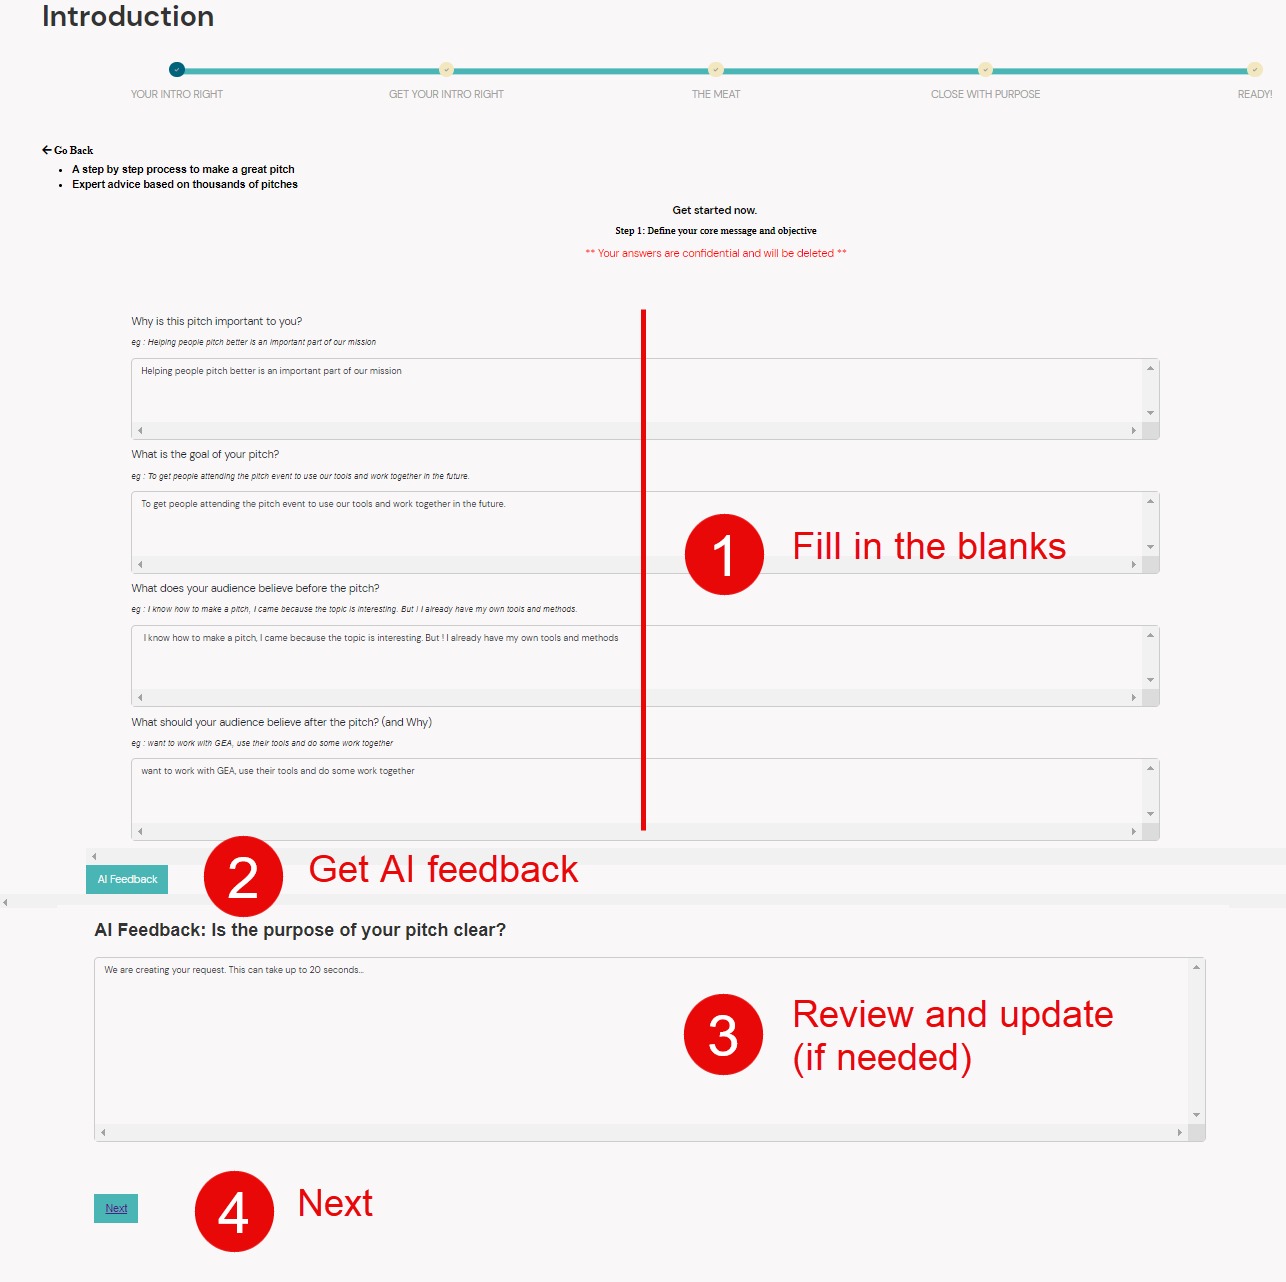 Introduction
YOUR INTRO RIGHT
GET YOUR INTRO RIGHT
THE MEAT
CLOSE WITH PURPOSE
READY!
Go Back
A step by step process to make a great pitch
Expert advice based on thousands of pitches
Get started now.
Step 1: Define your core message and objective
** Your answers are confidential and will be deleted **
Why is this pitch important to you?
eg : Helping people pitch better is an important part of our mission
Helping people pitch better is an important part of our mission
What is the goal of your pitch?
eg : To get people attending the pitch event to use our tools and work together in the future.
To get people attending the pitch event to use our tools and work together in the future.
1 Fill in the blanks
What does your audience believe before the pitch?
eg : I know how to make a pitch, I came because the topic is interesting. But ! I already have my own tools and methods.
I know how to make a pitch, I came because the topic is interesting. But ! I already have my own tools and methods
What should your audience believe after the pitch? (and Why)
eg : want to work with GEA, use their tools and do some work together
want to work with GEA, use their tools and do some work together
AI Feedback
2 Get AI feedback
AI Feedback: Is the purpose of your pitch clear?
We are creating your request. This can take up to 20 seconds...
3 Review and update
(if needed)
Next
4 Next